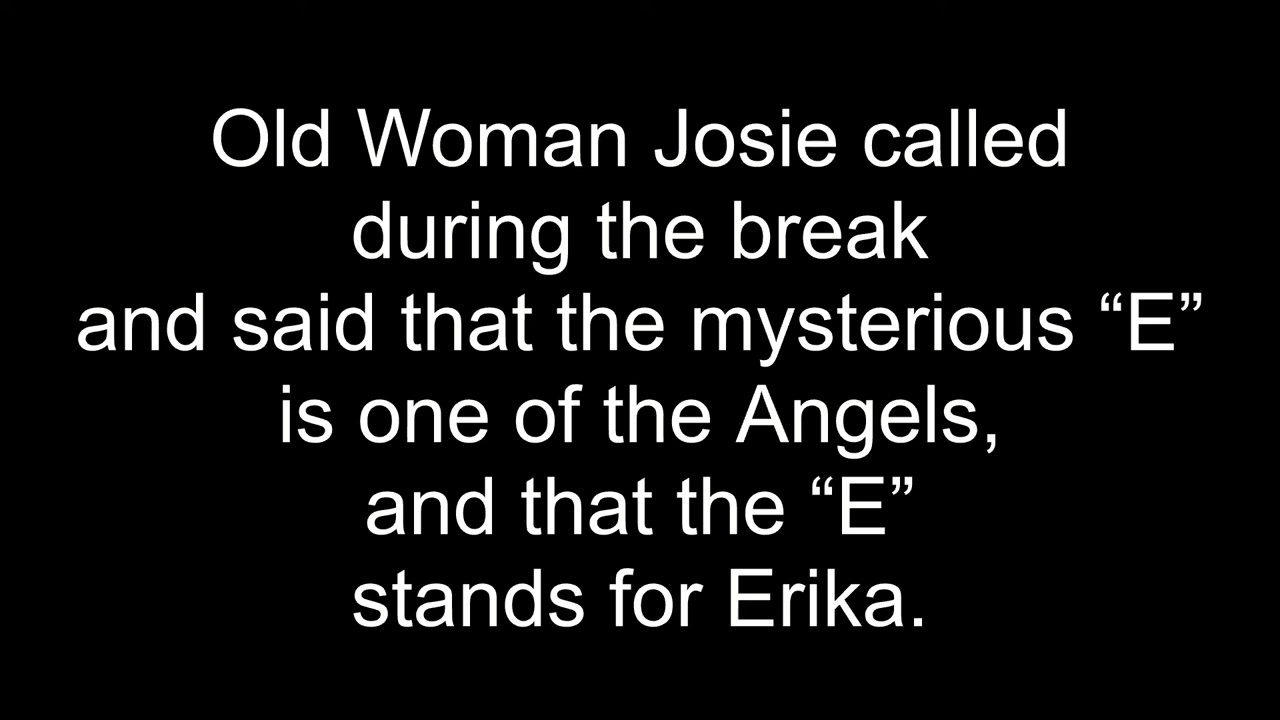 Old Woman Josie called
during the break
and said that the mysterious “E”
is one of the Angels,
and that the “E”
stands for Erika.